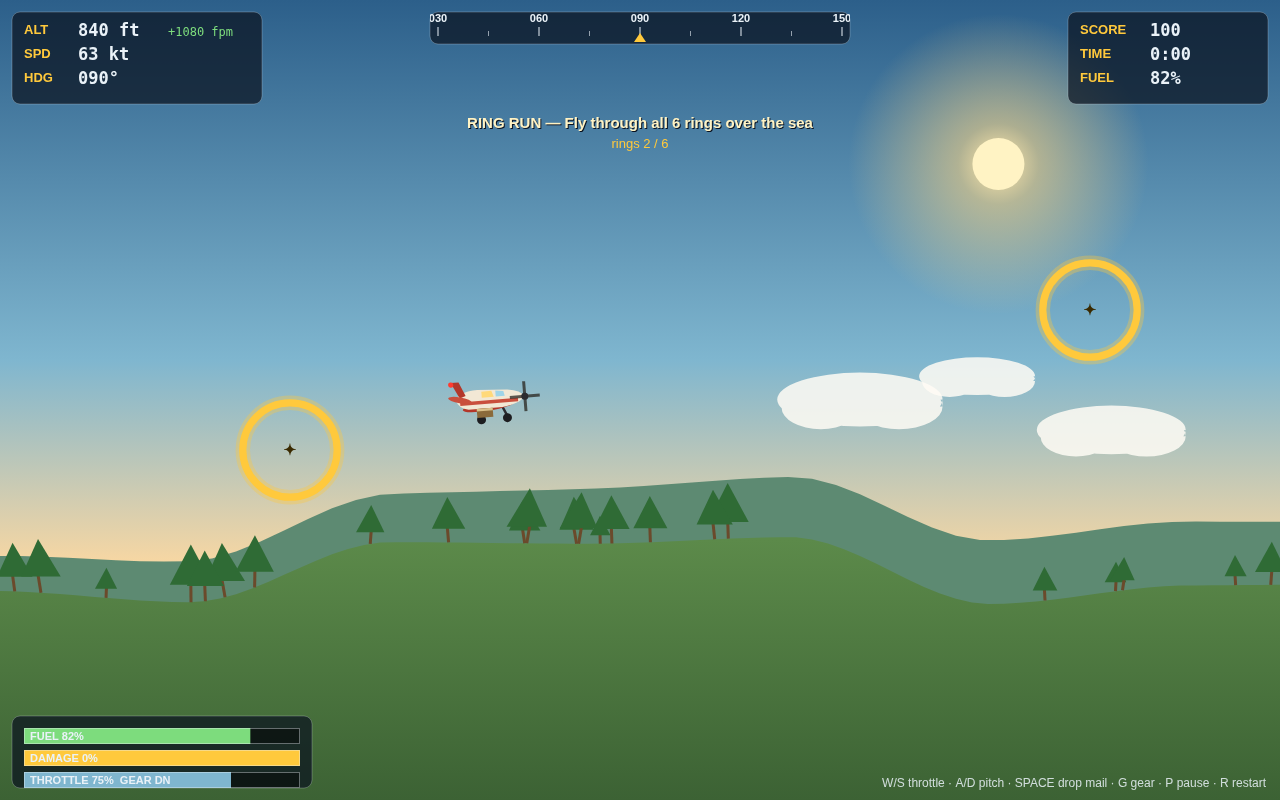 ALT 840 ft +1080 fpm
SPD 63 kt
HDG 090°
030 060 090 120 150
SCORE 100
TIME 0:00
FUEL 82%
RING RUN — Fly through all 6 rings over the sea
rings 2 / 6
FUEL 82%
DAMAGE 0%
THROTTLE 75% GEAR DN
W/S throttle · A/D pitch · SPACE drop mail · G gear · P pause · R restart